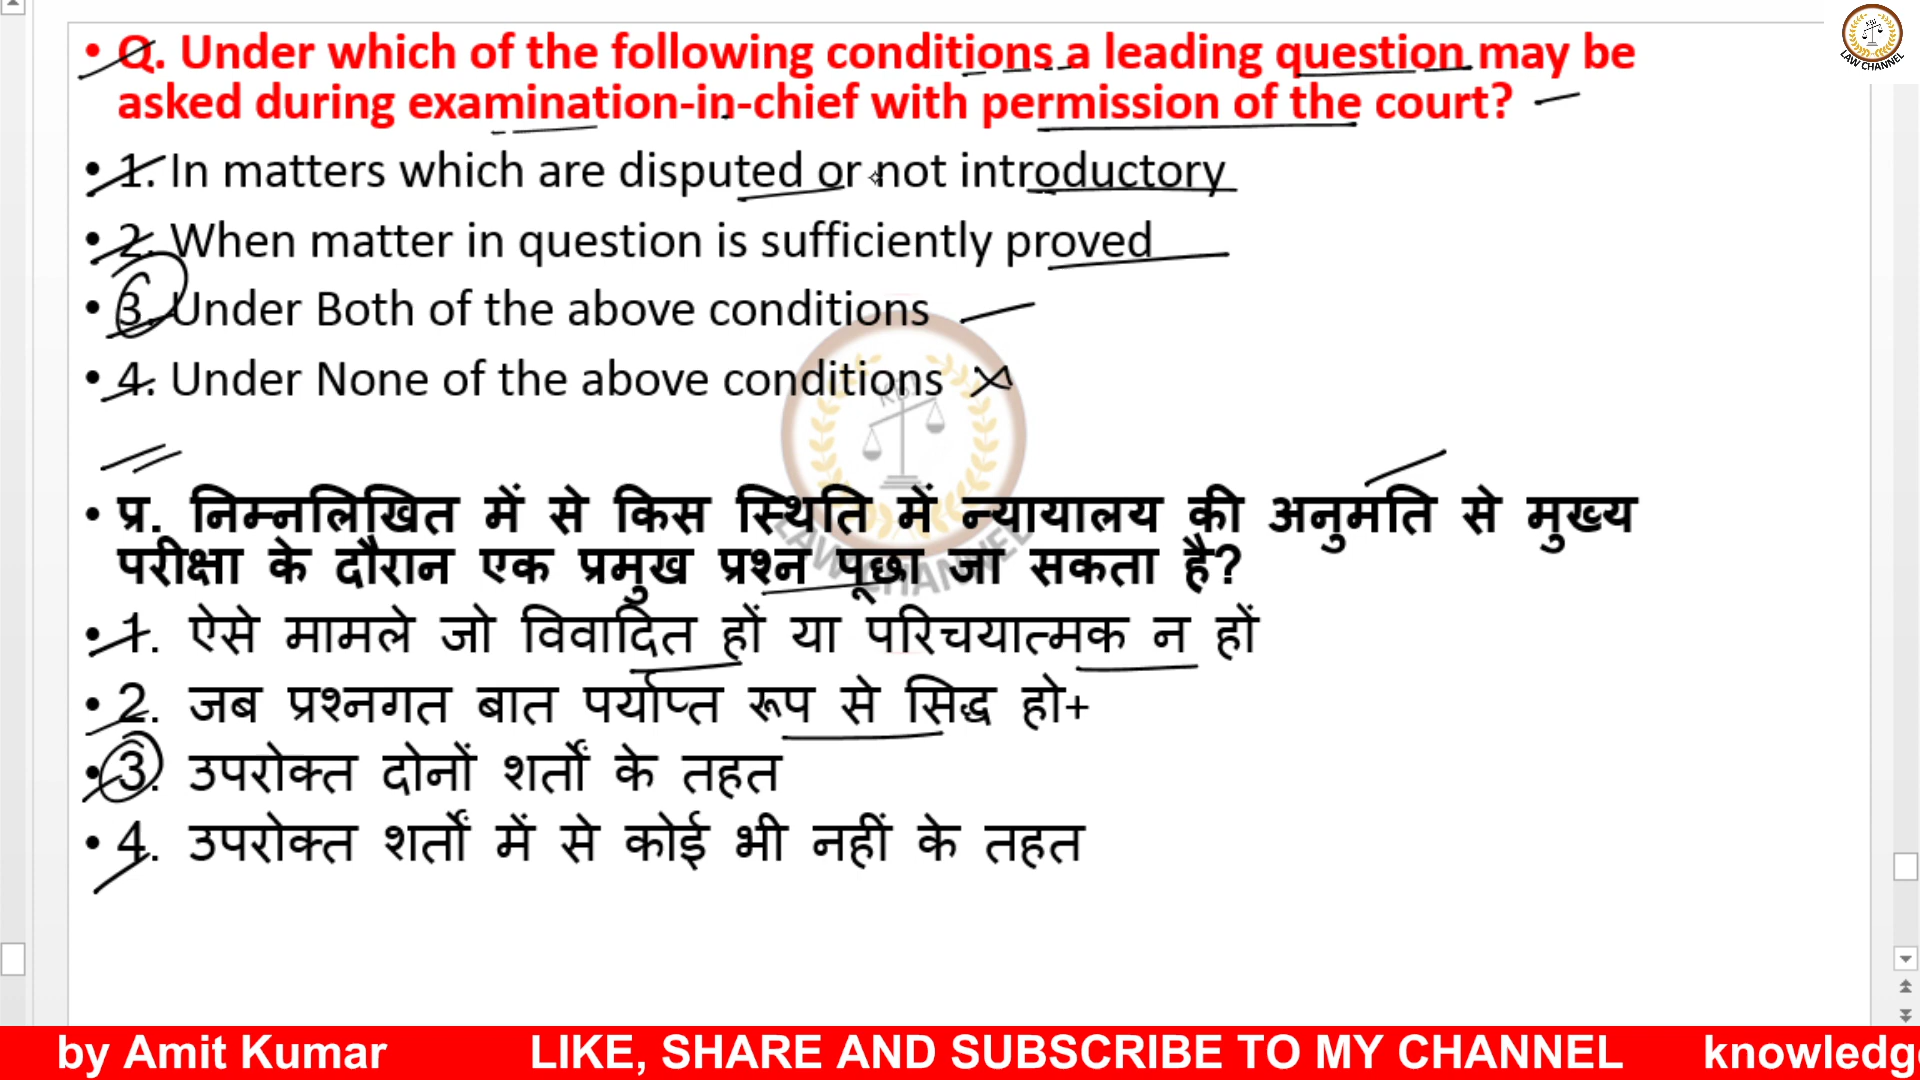 LAW CHANNEL
• Q. Under which of the following conditions a leading question may be
asked during examination-in-chief with permission of the court?
• 1. In matters which are disputed or not introductory
• 2. When matter in question is sufficiently proved
• 3. Under Both of the above conditions
• 4. Under None of the above conditions
LAW CHANNEL
• प्र. निम्नलिखित में से किस स्थिति में न्यायालय की अनुमति से मुख्य
परीक्षा के दौरान एक प्रमुख प्रश्न पूछा जा सकता है?
• 1. ऐसे मामले जो विवादित हों या परिचयात्मक न हों
• 2. जब प्रश्नगत बात पर्याप्त रूप से सिद्ध हो+
• 3. उपरोक्त दोनों शर्तों के तहत
• 4. उपरोक्त शर्तों में से कोई भी नहीं के तहत
by Amit Kumar LIKE, SHARE AND SUBSCRIBE TO MY CHANNEL